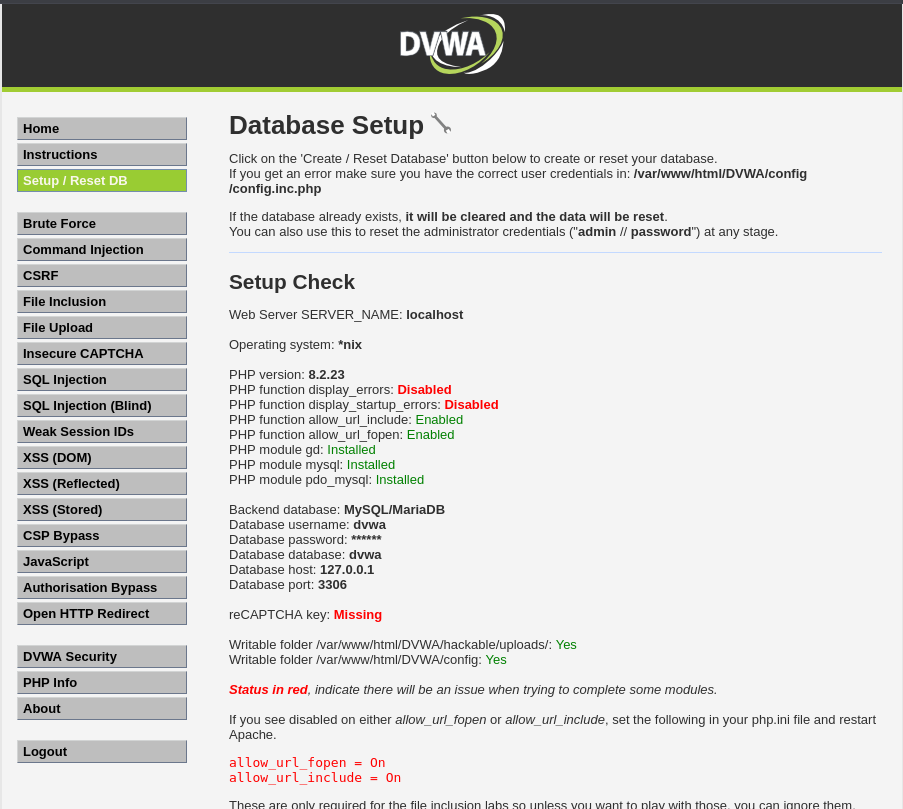 DVWA
Home
Instructions
Setup / Reset DB
Brute Force
Command Injection
CSRF
File Inclusion
File Upload
Insecure CAPTCHA
SQL Injection
SQL Injection (Blind)
Weak Session IDs
XSS (DOM)
XSS (Reflected)
XSS (Stored)
CSP Bypass
JavaScript
Authorisation Bypass
Open HTTP Redirect
DVWA Security
PHP Info
About
Logout
Database Setup
Click on the 'Create / Reset Database' button below to create or reset your database.
If you get an error make sure you have the correct user credentials in: /var/www/html/DVWA/config
/config.inc.php
If the database already exists, it will be cleared and the data will be reset.
You can also use this to reset the administrator credentials ("admin // password") at any stage.
Setup Check
Web Server SERVER_NAME: localhost
Operating system: *nix
PHP version: 8.2.23
PHP function display_errors: Disabled
PHP function display_startup_errors: Disabled
PHP function allow_url_include: Enabled
PHP function allow_url_fopen: Enabled
PHP module gd: Installed
PHP module mysql: Installed
PHP module pdo_mysql: Installed
Backend database: MySQL/MariaDB
Database username: dvwa
Database password: ******
Database database: dvwa
Database host: 127.0.0.1
Database port: 3306
reCAPTCHA key: Missing
Writable folder /var/www/html/DVWA/hackable/uploads/: Yes
Writable folder /var/www/html/DVWA/config: Yes
Status in red, indicate there will be an issue when trying to complete some modules.
If you see disabled on either allow_url_fopen or allow_url_include, set the following in your php.ini file and restart
Apache.
allow_url_fopen = On
allow_url_include = On
These are only required for the file inclusion labs so unless you want to play with those, you can ignore them.